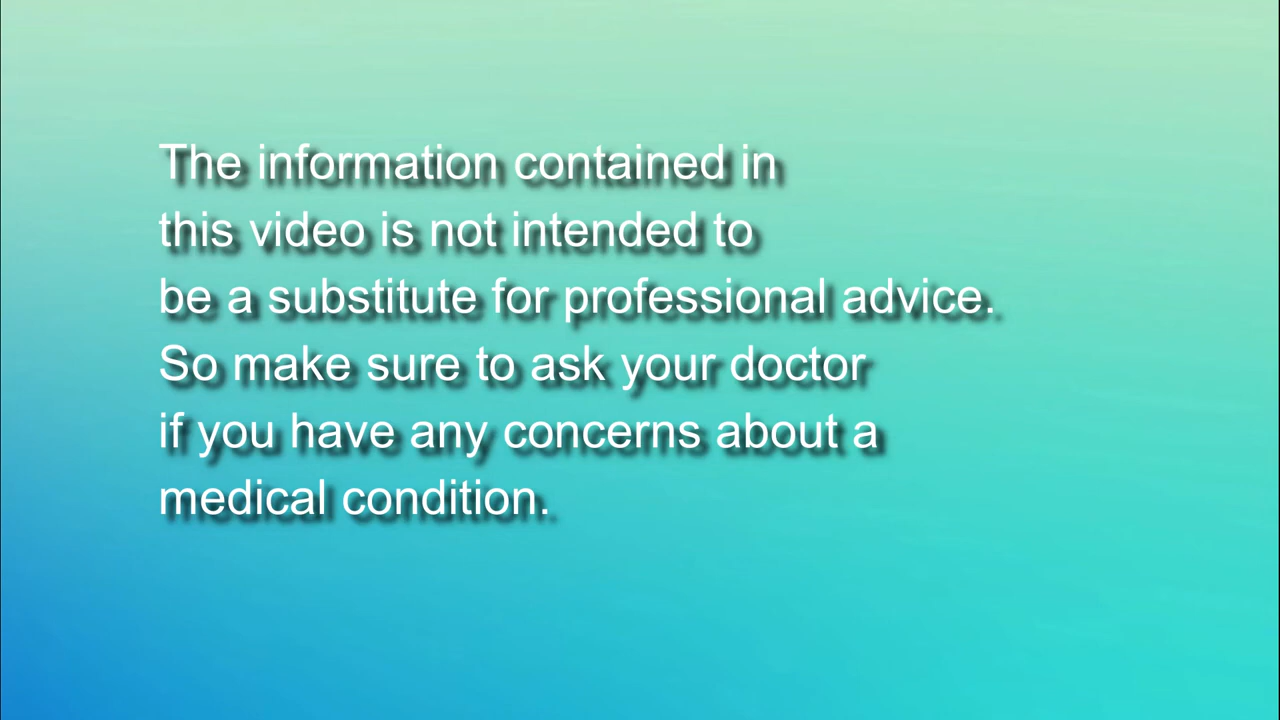 The information contained in
this video is not intended to
be a substitute for professional advice.
So make sure to ask your doctor
if you have any concerns about a
medical condition.